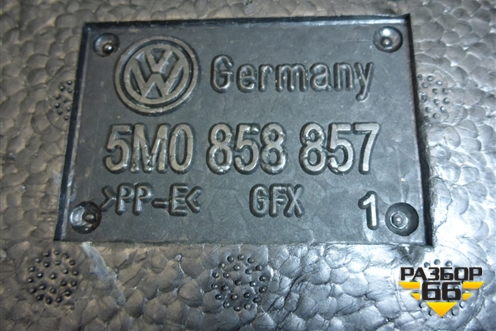 VW Germany
5M0 858 857
>PP-E< GFX 1
РАЗБОР
66